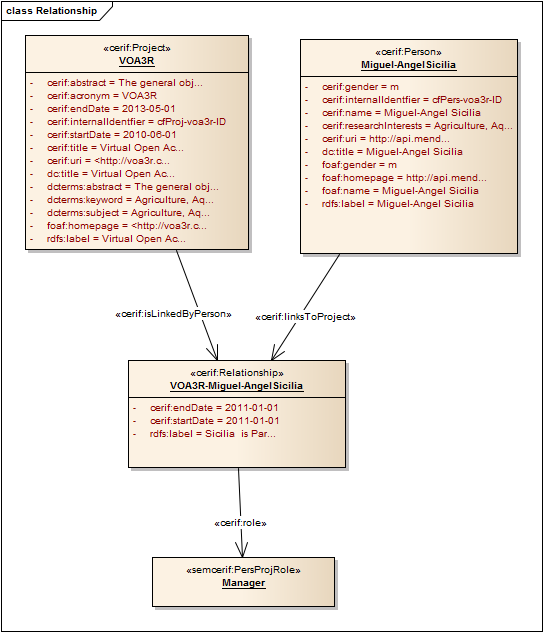 class Relationship
«cerif:Project»
VOA3R
- cerif:abstract = The general obj...
- cerif:acronym = VOA3R
- cerif:endDate = 2013-05-01
- cerif:internalIdentfier = cfProj-voa3r-ID
- cerif:startDate = 2010-06-01
- cerif:title = Virtual Open Ac...
- cerif:uri = <http://voa3r.c...
- dc:title = Virtual Open Ac...
- dcterms:abstract = The general obj...
- dcterms:keyword = Agriculture, Aq...
- dcterms:subject = Agriculture, Aq...
- foaf:homepage = <http://voa3r.c...
- rdfs:label = Virtual Open Ac...
«cerif:Person»
Miguel-AngelSicilia
- cerif:gender = m
- cerif:internalIdentfier = cfPers-voa3r-ID
- cerif:name = Miguel-Angel Sicilia
- cerif:researchInterests = Agriculture, Aq...
- cerif:uri = http://api.mend...
- dc:title = Miguel-Angel Sicilia
- foaf:gender = m
- foaf:homepage = http://api.mend...
- foaf:name = Miguel-Angel Sicilia
- rdfs:label = Miguel-Angel Sicilia
«cerif:isLinkedByPerson»
«cerif:linksToProject»
«cerif:Relationship»
VOA3R-Miguel-AngelSicilia
- cerif:endDate = 2011-01-01
- cerif:startDate = 2011-01-01
- rdfs:label = Sicilia is Par...
«cerif:role»
«semcerif:PersProjRole»
Manager